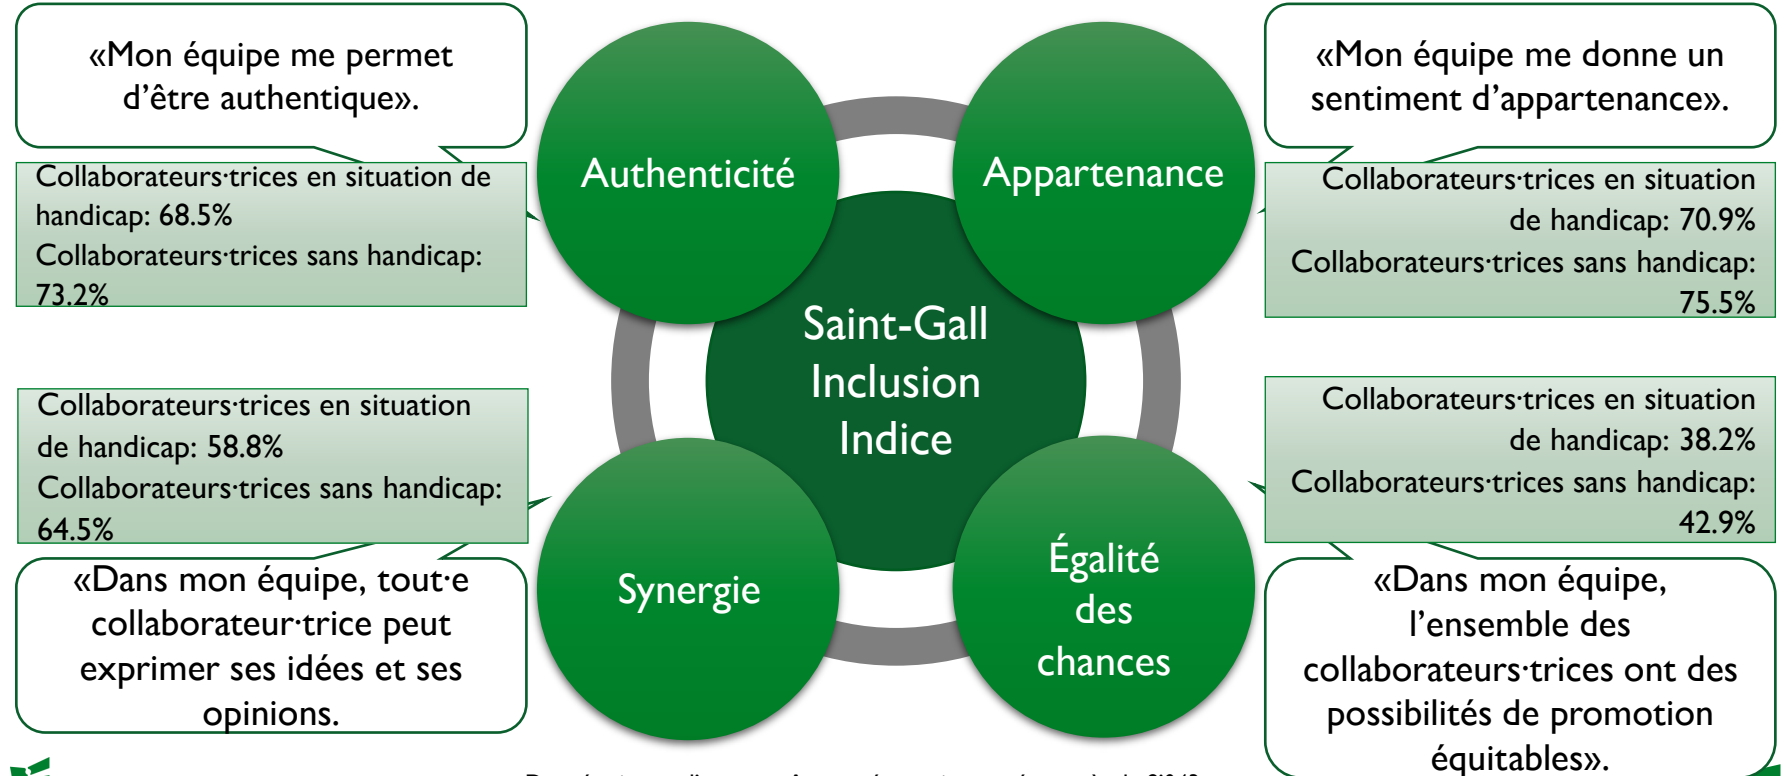 «Mon équipe me permet
d’être authentique».
Collaborateurs·trices en situation de
handicap: 68.5%
Collaborateurs·trices sans handicap:
73.2%
Authenticité
Appartenance
«Mon équipe me donne un
sentiment d’appartenance».
Collaborateurs·trices en situation
de handicap: 70.9%
Collaborateurs·trices sans handicap:
75.5%
Saint-Gall
Inclusion
Indice
Collaborateurs·trices en situation
de handicap: 58.8%
Collaborateurs·trices sans handicap:
64.5%
«Dans mon équipe, tout·e
collaborateur·trice peut
exprimer ses idées et ses
opinions.
Synergie
Égalité
des
chances
Collaborateurs·trices en situation
de handicap: 38.2%
Collaborateurs·trices sans handicap:
42.9%
«Dans mon équipe,
l’ensemble des
collaborateurs·trices ont des
possibilités de promotion
équitables».